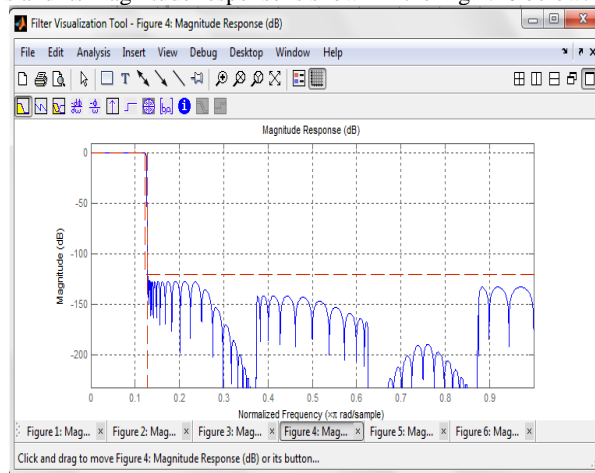 Filter Visualization Tool - Figure 4: Magnitude Response (dB)
File Edit Analysis Insert View Debug Desktop Window Help
Magnitude Response (dB)
0
-50
-100
-150
-200
Magnitude (dB)
0 0.1 0.2 0.3 0.4 0.5 0.6 0.7 0.8 0.9
Normalized Frequency (×π rad/sample)
Figure 1: Mag... × Figure 2: Mag... × Figure 3: Mag... × Figure 4: Mag... × Figure 5: Mag... × Figure 6: Mag... ×
Click and drag to move Figure 4: Magnitude Response (dB) or its button...